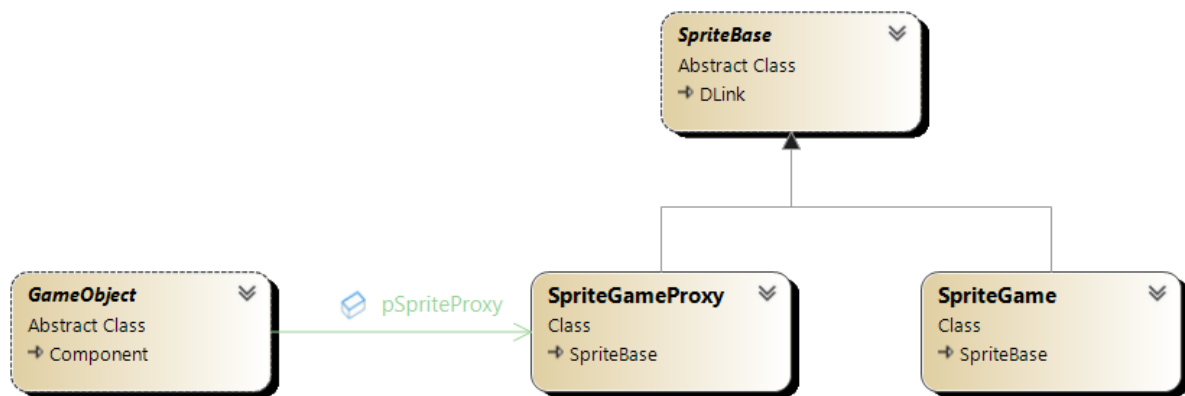 SpriteBase
Abstract Class
DLink
GameObject
Abstract Class
Component
pSpriteProxy
SpriteGameProxy
Class
SpriteBase
SpriteGame
Class
SpriteBase